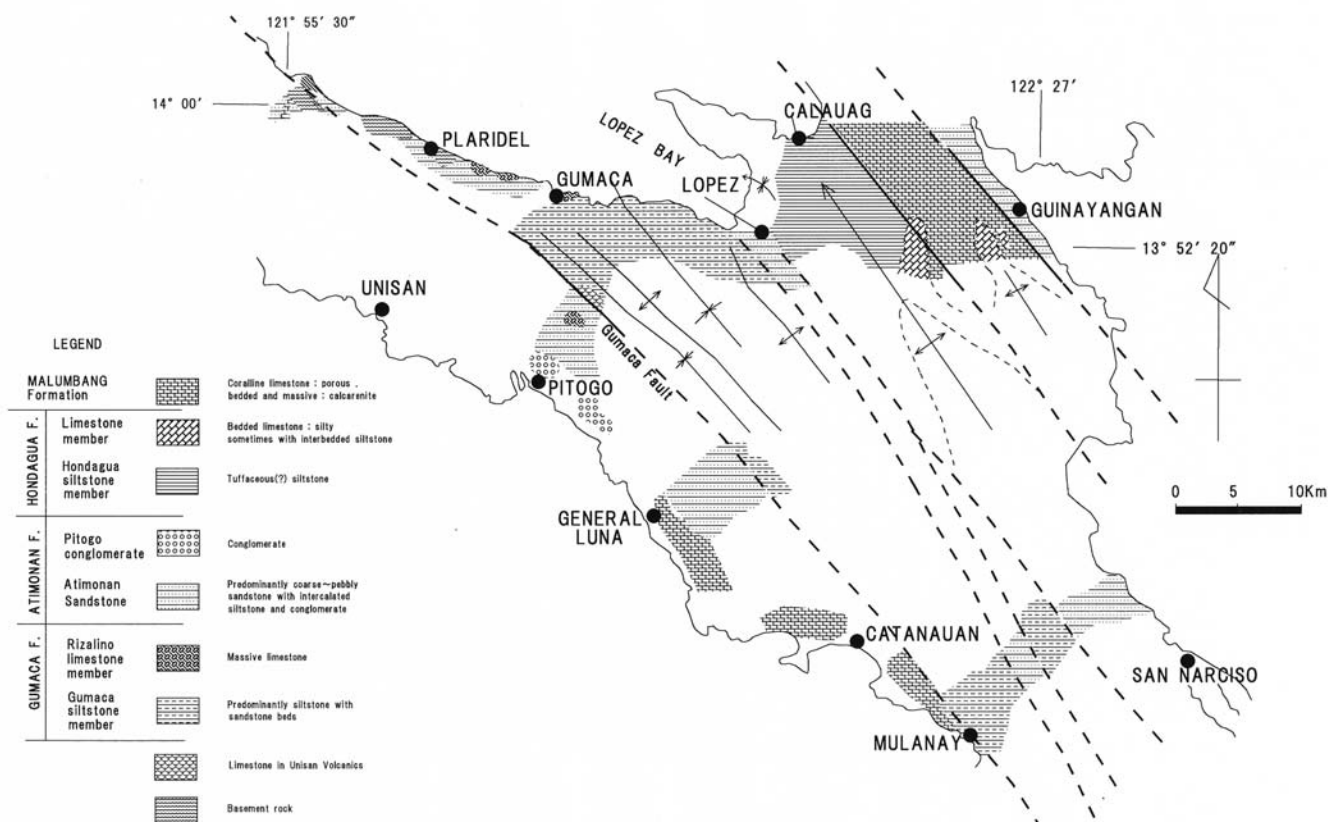 121° 55′ 30″
14° 00′
PLARIDEL
GUMACA
LOPEZ BAY
LOPEZ
CALAUAG
122° 27′
GUINAYANGAN
13° 52′ 20″
UNISAN
Gumaca Fault
PITOGO
GENERAL
LUNA
CATANAUAN
MULANAY
SAN NARCISO
0 5 10Km
LEGEND
MALUMBANG
Formation
Coralline limestone : porous .
bedded and massive : calcarenite
HONDAGUA F.
Limestone
member
Bedded limestone : silty
sometimes with interbedded siltstone
Hondagua
siltstone
member
Tuffaceous(?) siltstone
ATIMONAN F.
Pitogo
conglomerate
Conglomerate
Atimonan
Sandstone
Predominantly coarse~pebbly
sandstone with intercalated
siltstone and conglomerate
GUMACA F.
Rizalino
limestone
member
Massive limestone
Gumaca
siltstone
member
Predominantly siltstone with
sandstone beds
Limestone in Unisan Volcanics
Basement rock